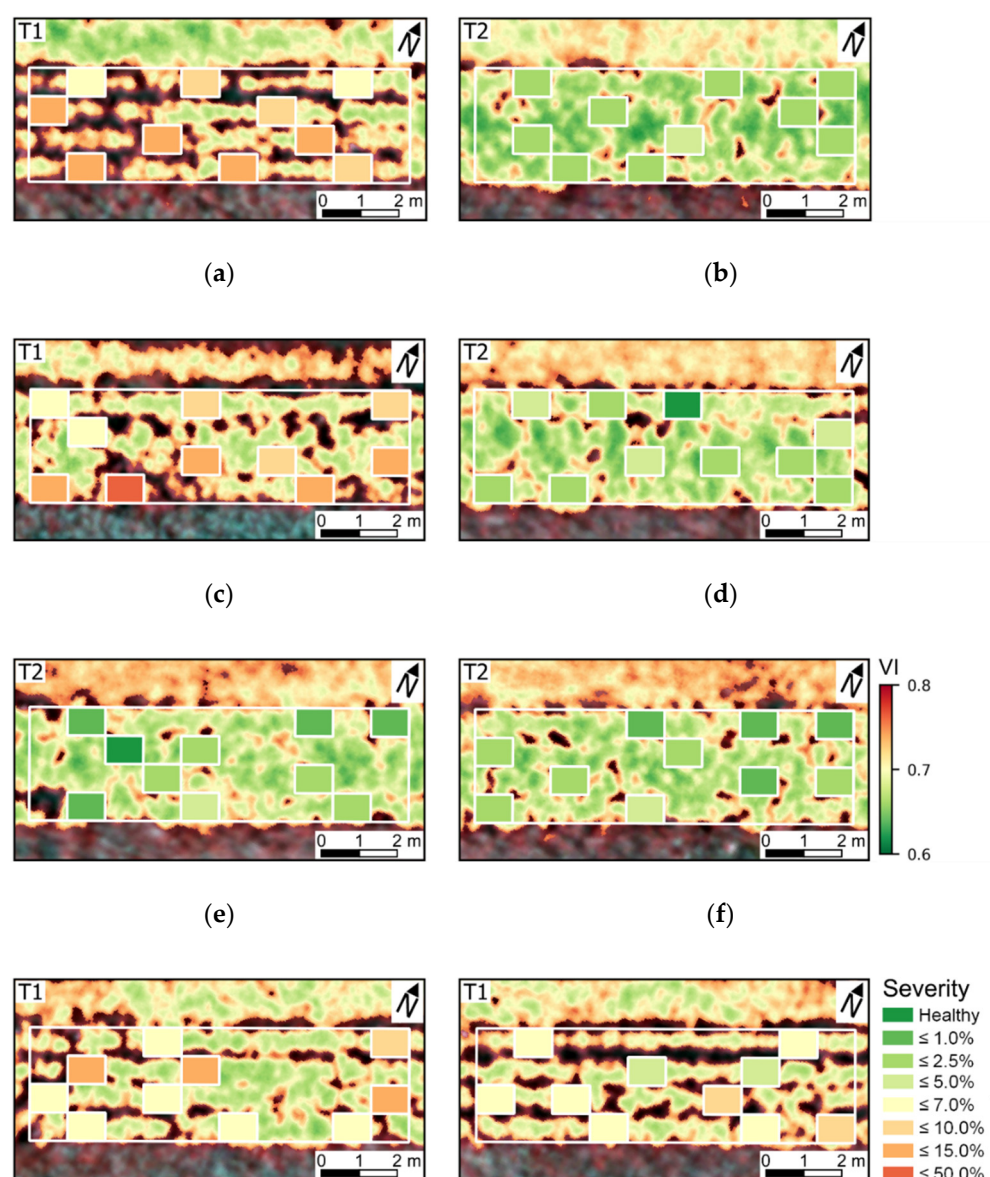 T1 N T2 N
0 1 2 m 0 1 2 m
(a) (b)
T1 N T2 N
0 1 2 m 0 1 2 m
(c) (d)
T2 N T2 N VI
0.8
0.7
0 1 2 m 0 1 2 m 0.6
(e) (f)
T1 N T1 N Severity
Healthy
≤ 1.0%
≤ 2.5%
≤ 5.0%
≤ 7.0%
≤ 10.0%
0 1 2 m 0 1 2 m ≤ 15.0%
≤ 50.0%